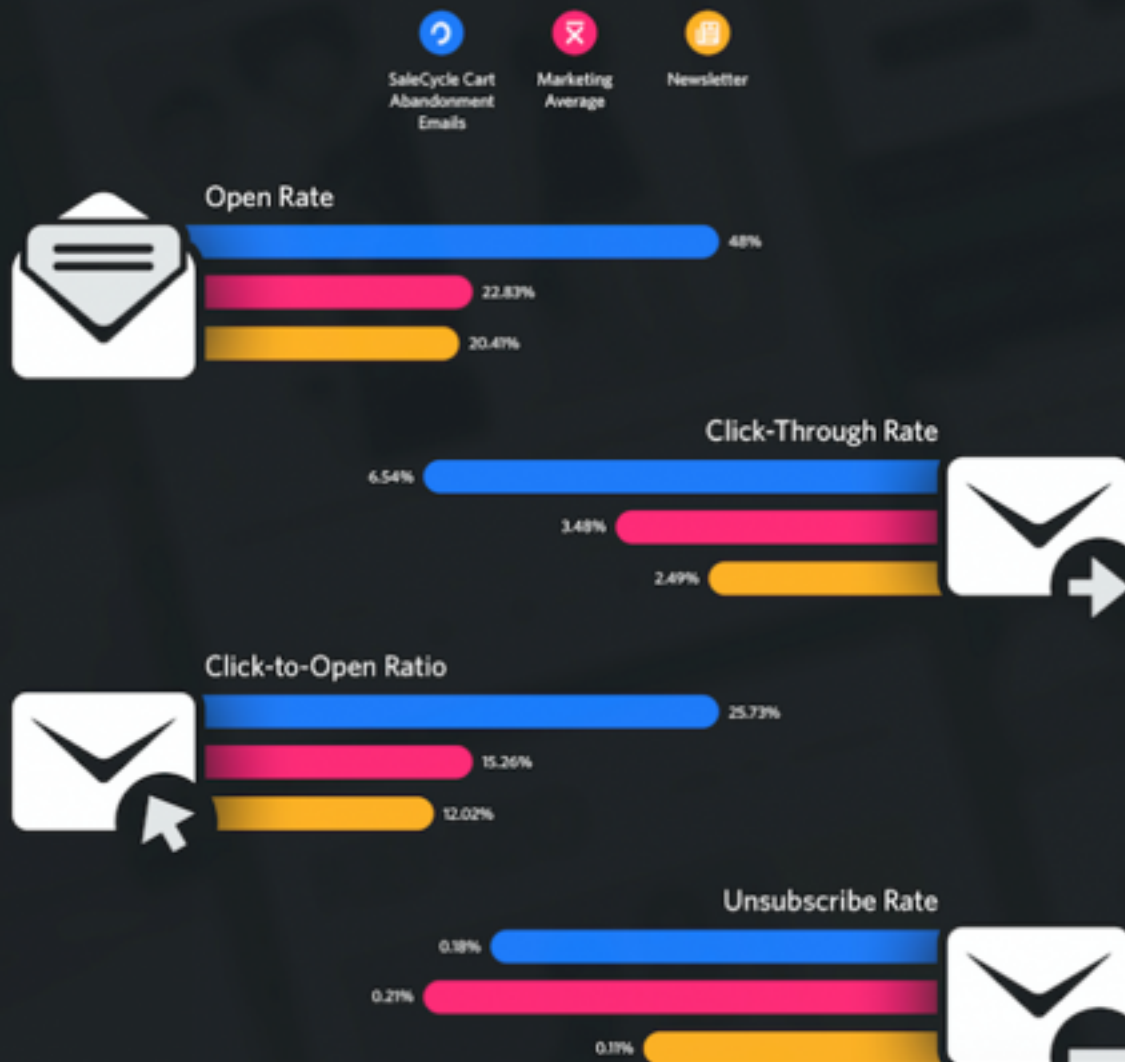 SaleCycle Cart
Abandonment
Emails
Marketing
Average
Newsletter
Open Rate
48%
22.83%
20.41%
Click-Through Rate
6.54%
3.48%
2.49%
Click-to-Open Ratio
25.73%
15.26%
12.02%
Unsubscribe Rate
0.18%
0.21%
0.11%